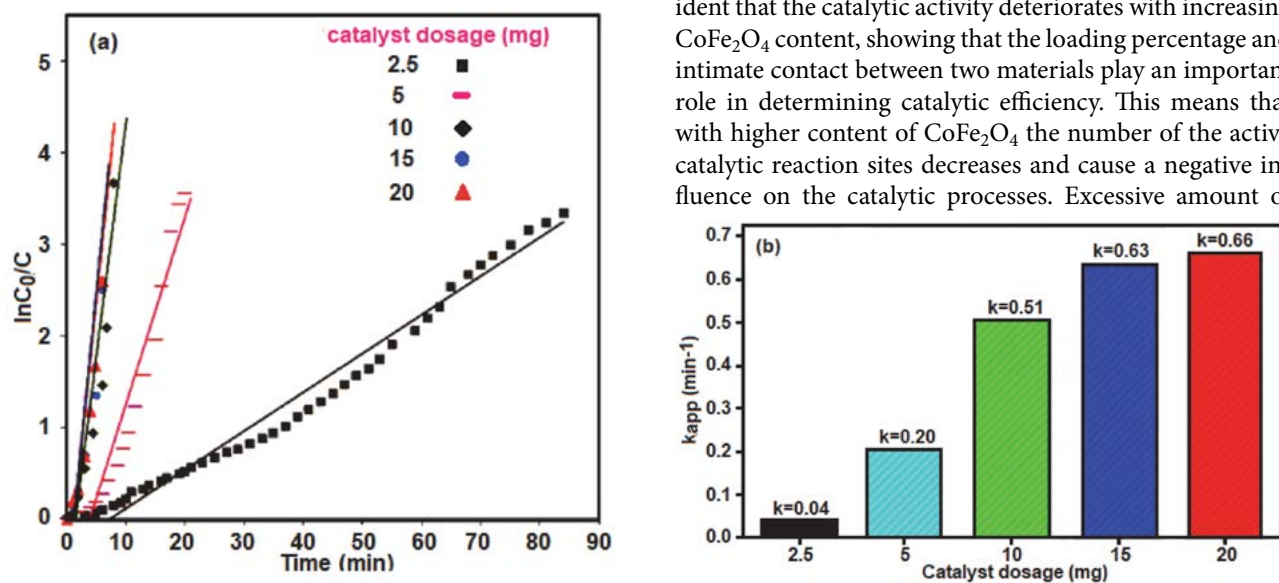 (a)
catalyst dosage (mg)
2.5
5
10
15
20
5
4
3
2
1
0
lnC0/C
0 10 20 30 40 50 60 70 80 90
Time (min)
ident that the catalytic activity deteriorates with increasin
CoFe₂O₄ content, showing that the loading percentage and
intimate contact between two materials play an importan
role in determining catalytic efficiency. This means tha
with higher content of CoFe₂O₄ the number of the activ
catalytic reaction sites decreases and cause a negative in
fluence on the catalytic processes. Excessive amount o
(b)
0.7
0.6
0.5
0.4
0.3
0.2
0.1
0.0
kapp (min-1)
k=0.04
k=0.20
k=0.51
k=0.63
k=0.66
2.5 5 10 15 20
Catalyst dosage (mg)